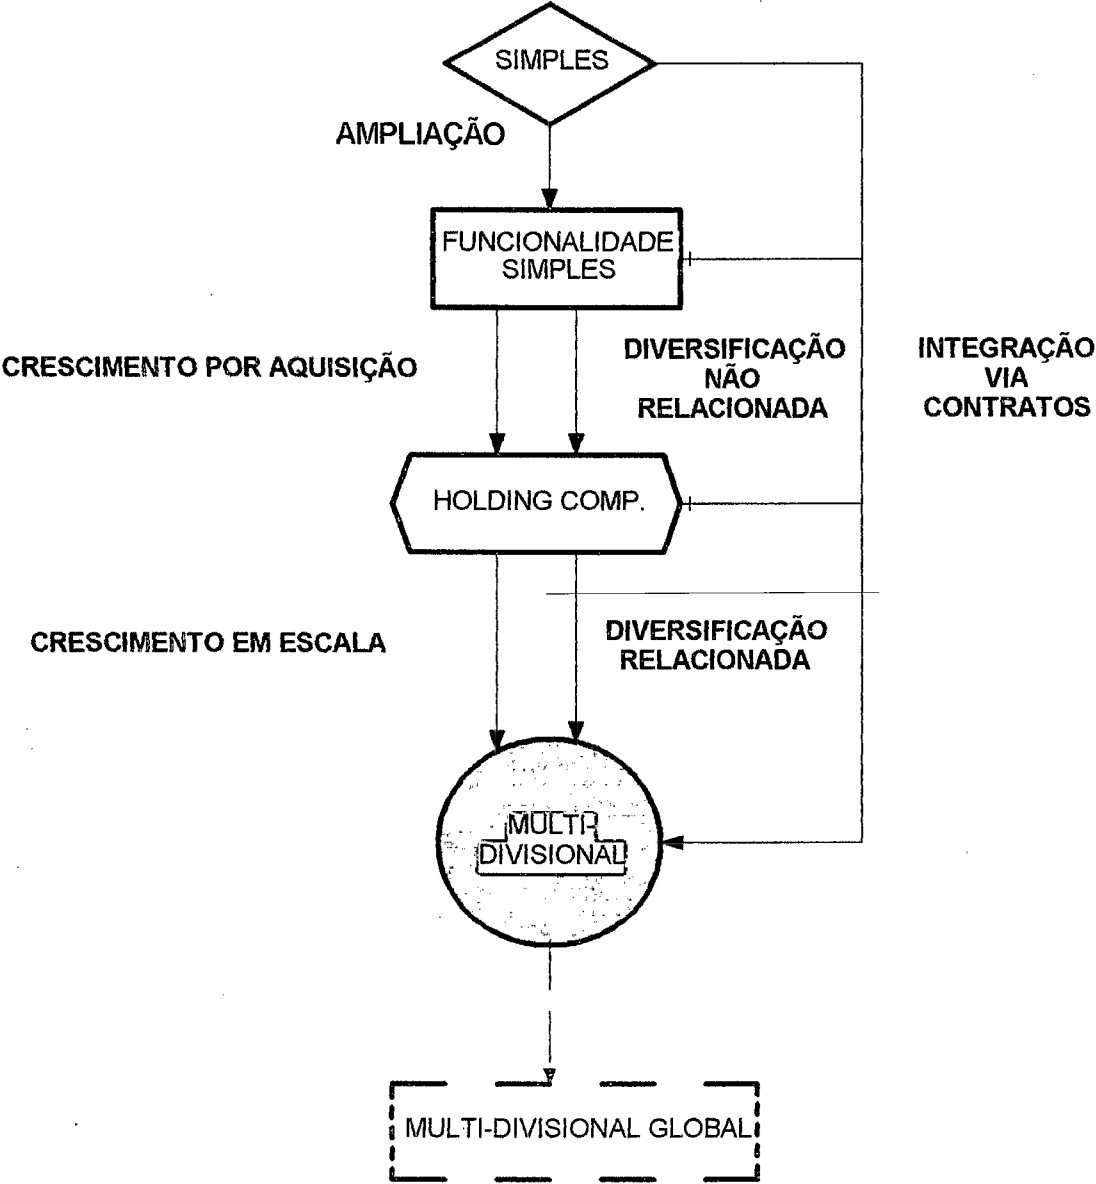 SIMPLES
AMPLIAÇÃO
FUNCIONALIDADE
SIMPLES
CRESCIMENTO POR AQUISIÇÃO
DIVERSIFICAÇÃO
NÃO
RELACIONADA
INTEGRAÇÃO
VIA
CONTRATOS
HOLDING COMP.
CRESCIMENTO EM ESCALA
DIVERSIFICAÇÃO
RELACIONADA
MULTI-
DIVISIONAL
MULTI-DIVISIONAL GLOBAL